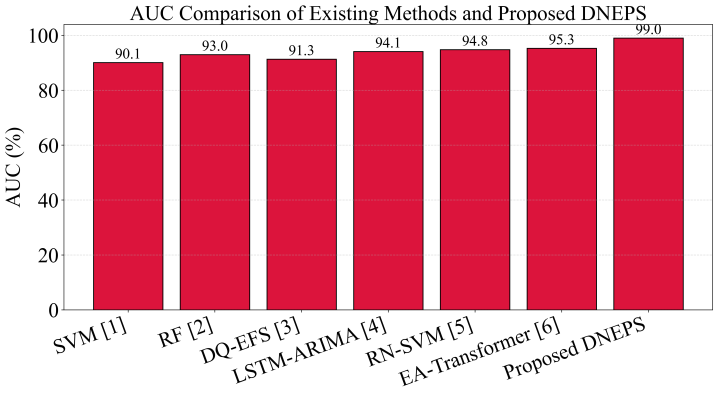 AUC Comparison of Existing Methods and Proposed DNEPS
AUC (%)
100
80
60
40
20
0
90.1
93.0
91.3
94.1
94.8
95.3
99.0
SVM [1]
RF [2]
DQ-EFS [3]
LSTM-ARIMA [4]
RN-SVM [5]
EA-Transformer [6]
Proposed DNEPS